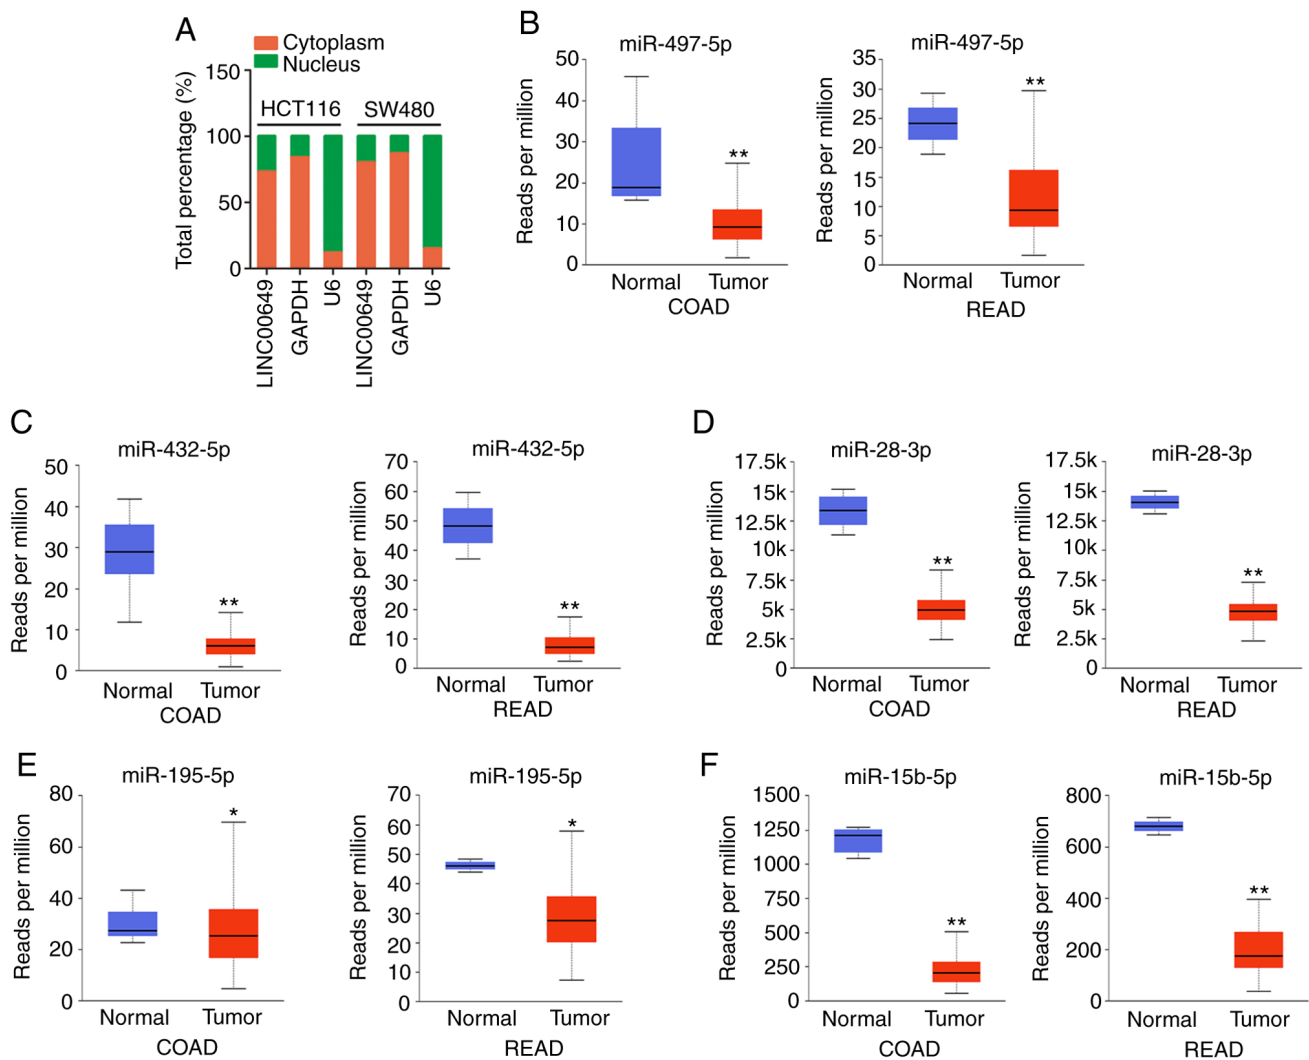 A
Cytoplasm
Nucleus
Total percentage (%)
150
100
50
0
HCT116
SW480
LINC00649
GAPDH
U6
LINC00649
GAPDH
U6
B
miR-497-5p
Reads per million
50
40
30
20
10
0
**
Normal
Tumor
COAD
miR-497-5p
Reads per million
35
30
25
20
15
10
5
0
**
Normal
Tumor
READ
C
miR-432-5p
Reads per million
50
40
30
20
10
0
**
Normal
Tumor
COAD
miR-432-5p
Reads per million
70
60
50
40
30
20
10
0
**
Normal
Tumor
READ
D
miR-28-3p
Reads per million
17.5k
15k
12.5k
10k
7.5k
5k
2.5k
0
**
Normal
Tumor
COAD
miR-28-3p
Reads per million
17.5k
15k
12.5k
10k
7.5k
5k
2.5k
0
**
Normal
Tumor
READ
E
miR-195-5p
Reads per million
80
60
40
20
0
*
Normal
Tumor
COAD
miR-195-5p
Reads per million
70
60
50
40
30
20
10
0
*
Normal
Tumor
READ
F
miR-15b-5p
Reads per million
1500
1250
1000
750
500
250
0
**
Normal
Tumor
COAD
miR-15b-5p
Reads per million
800
600
400
200
0
**
Normal
Tumor
READ